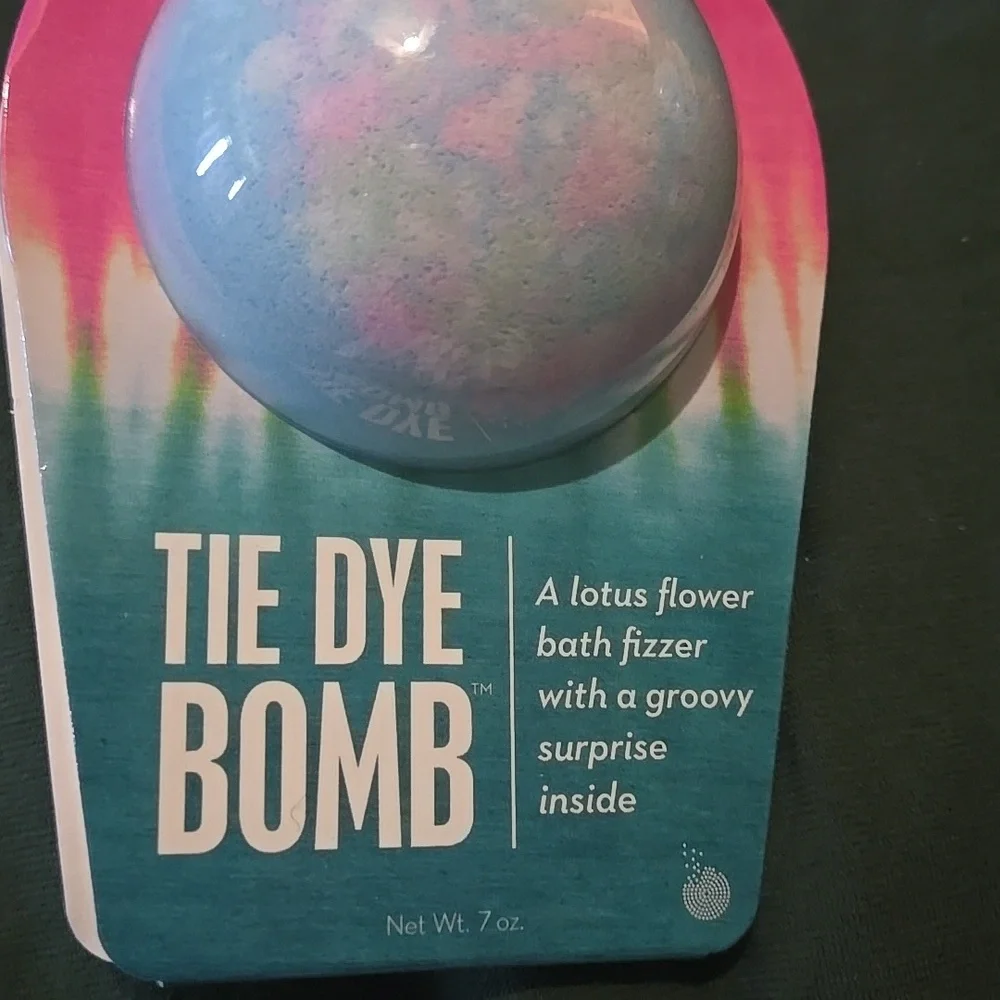 TIE DYE
BOMB™
A lotus flower
bath fizzer
with a groovy
surprise
inside
Net Wt. 7 oz.